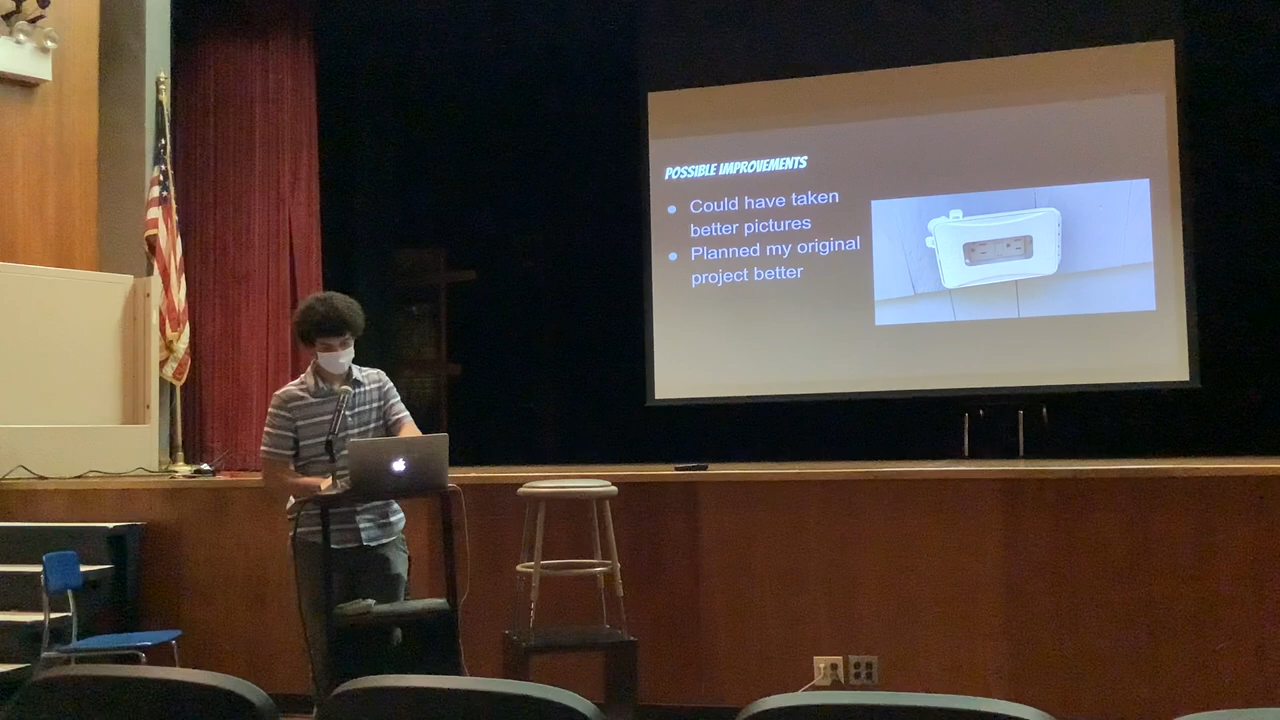 POSSIBLE IMPROVEMENTS
Could have taken
better pictures
Planned my original
project better